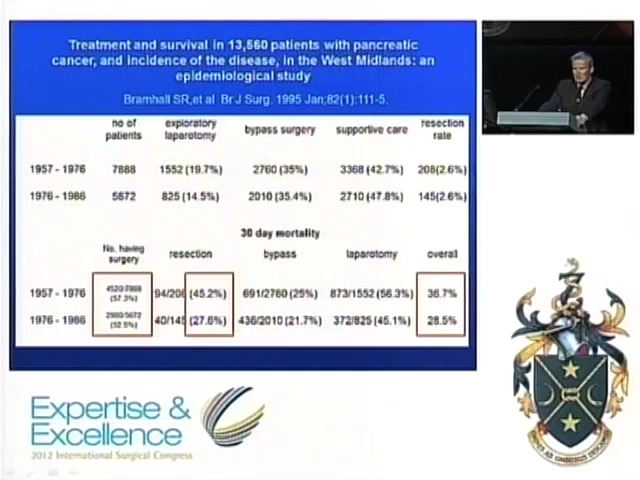 Treatment and survival in 13,560 patients with pancreatic
cancer, and incidence of the disease, in the West Midlands: an
epidemiological study
Bramhall SR,et al Br J Surg. 1995 Jan;82(1):111-5.
no of patients exploratory laparotomy bypass surgery supportive care resection rate
1957 - 1976 7888 1552 (19.7%) 2760 (35%) 3368 (42.7%) 208(2.6%)
1976 - 1986 5672 825 (14.5%) 2010 (35.4%) 2710 (47.8%) 145(2.6%)
30 day mortality
No. having surgery resection bypass laparotomy overall
1957 - 1976 4520/7888 (57.3%) 94/208 (45.2%) 691/2760 (25%) 873/1552 (56.3%) 36.7%
1976 - 1986 2980/5672 (52.5%) 40/145 (27.6%) 436/2010 (21.7%) 372/825 (45.1%) 28.5%
Expertise &
Excellence
2012 International Surgical Congress